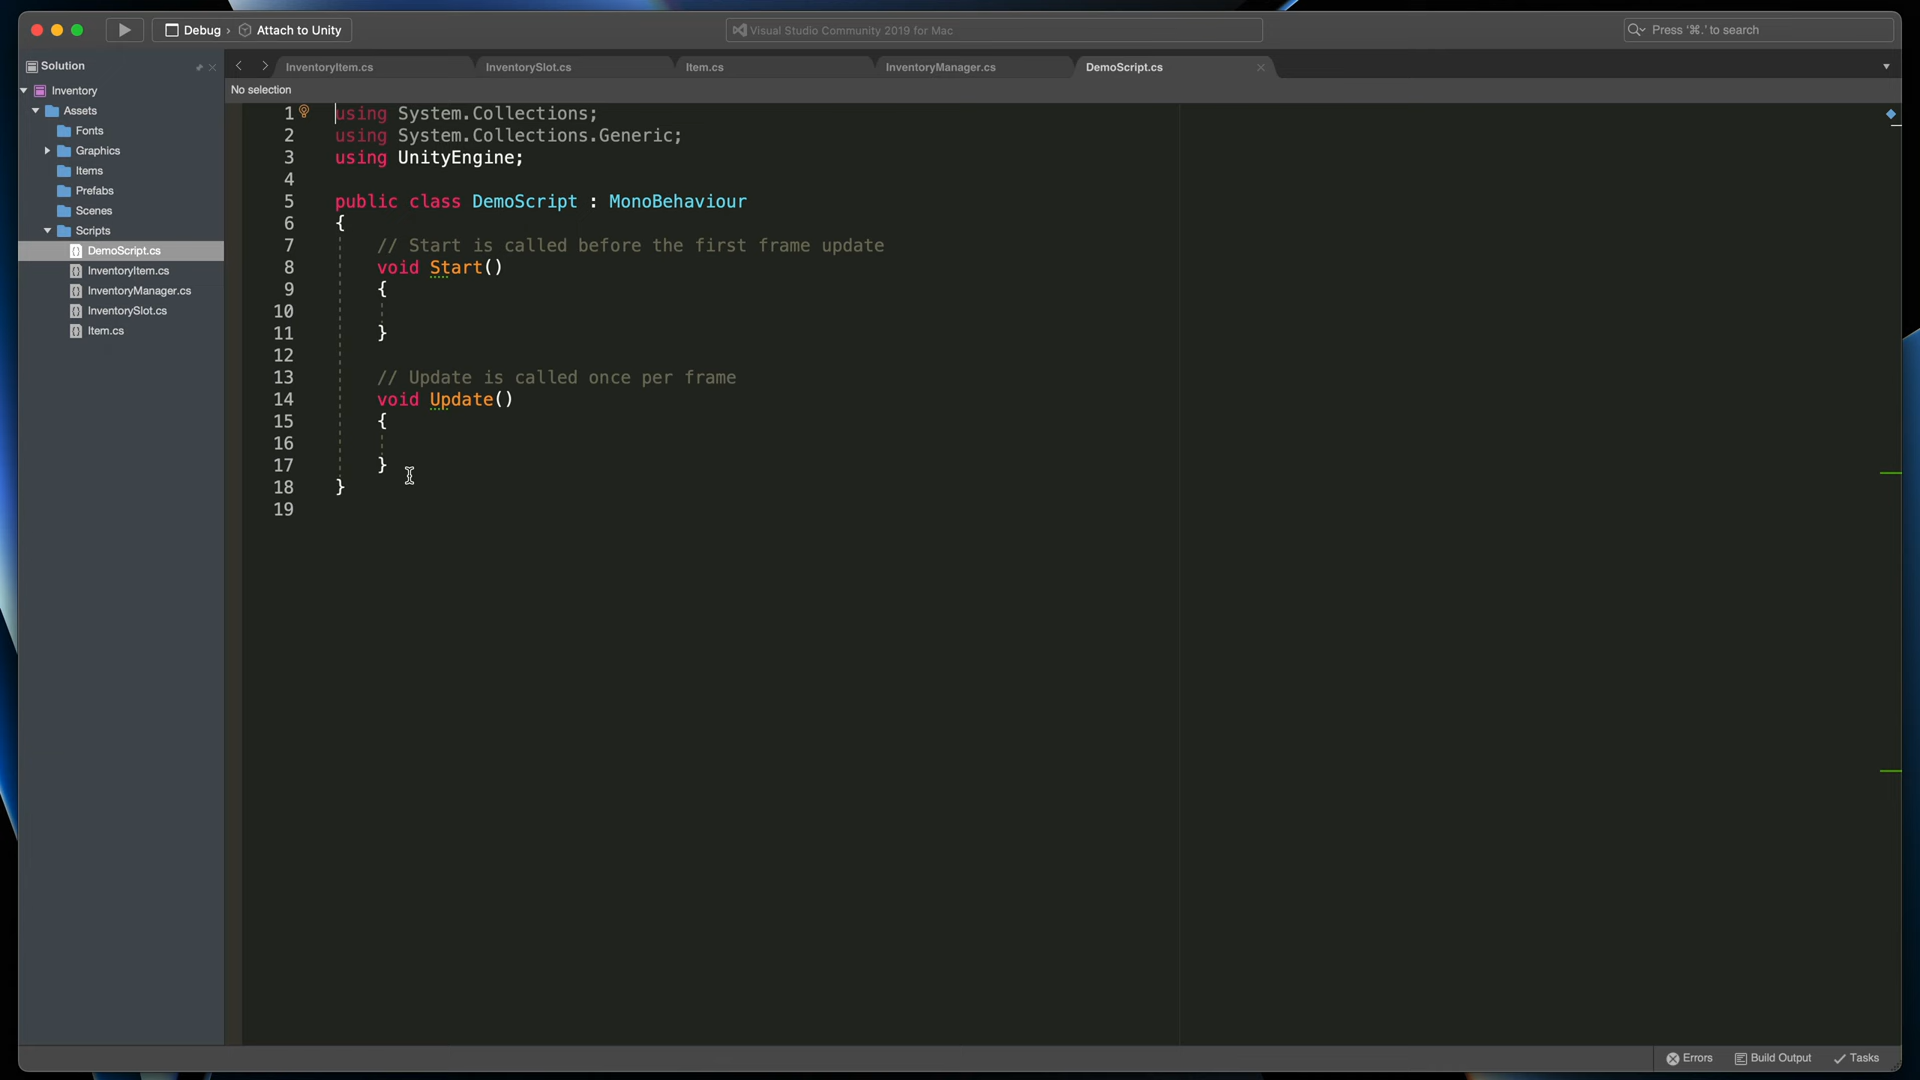 Debug › Attach to Unity
Visual Studio Community 2019 for Mac
Press '⌘.' to search
Solution
Inventory
Assets
Fonts
Graphics
Items
Prefabs
Scenes
Scripts
DemoScript.cs
InventoryItem.cs
InventoryManager.cs
InventorySlot.cs
Item.cs
InventoryItem.cs
InventorySlot.cs
Item.cs
InventoryManager.cs
DemoScript.cs
No selection
1 using System.Collections;
2 using System.Collections.Generic;
3 using UnityEngine;
4
5 public class DemoScript : MonoBehaviour
6 {
7 // Start is called before the first frame update
8 void Start()
9 {
10
11 }
12
13 // Update is called once per frame
14 void Update()
15 {
16
17 }
18 }
19
Errors
Build Output
Tasks